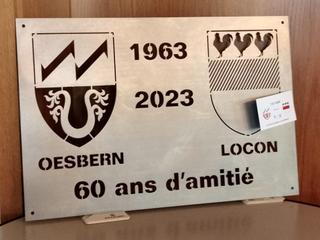 1963
2023
OESBERN LOCON
60 ans d'amitié